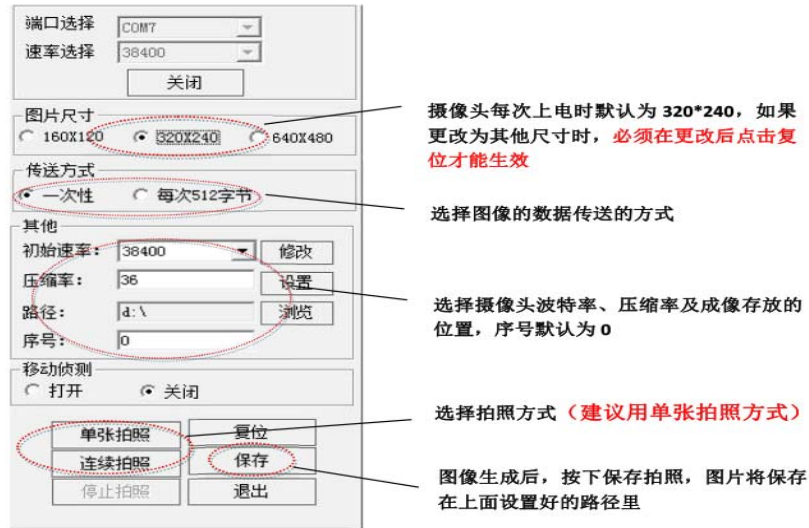 端口选择 COM7
速率选择 38400
关闭
图片尺寸
160X120 320X240 640X480
传送方式
一次性 每次512字节
其他
初始速率： 38400 修改
压缩率： 36 设置
路径： d:\ 浏览
序号： 0
移动侦测
打开 关闭
单张拍照 复位
连续拍照 保存
停止拍照 退出
摄像头每次上电时默认为 320*240，如果
更改为其他尺寸时，必须在更改后点击复
位才能生效
选择图像的数据传送的方式
选择摄像头波特率、压缩率及成像存放的
位置，序号默认为 0
选择拍照方式（建议用单张拍照方式）
图像生成后，按下保存拍照，图片将保存
在上面设置好的路径里